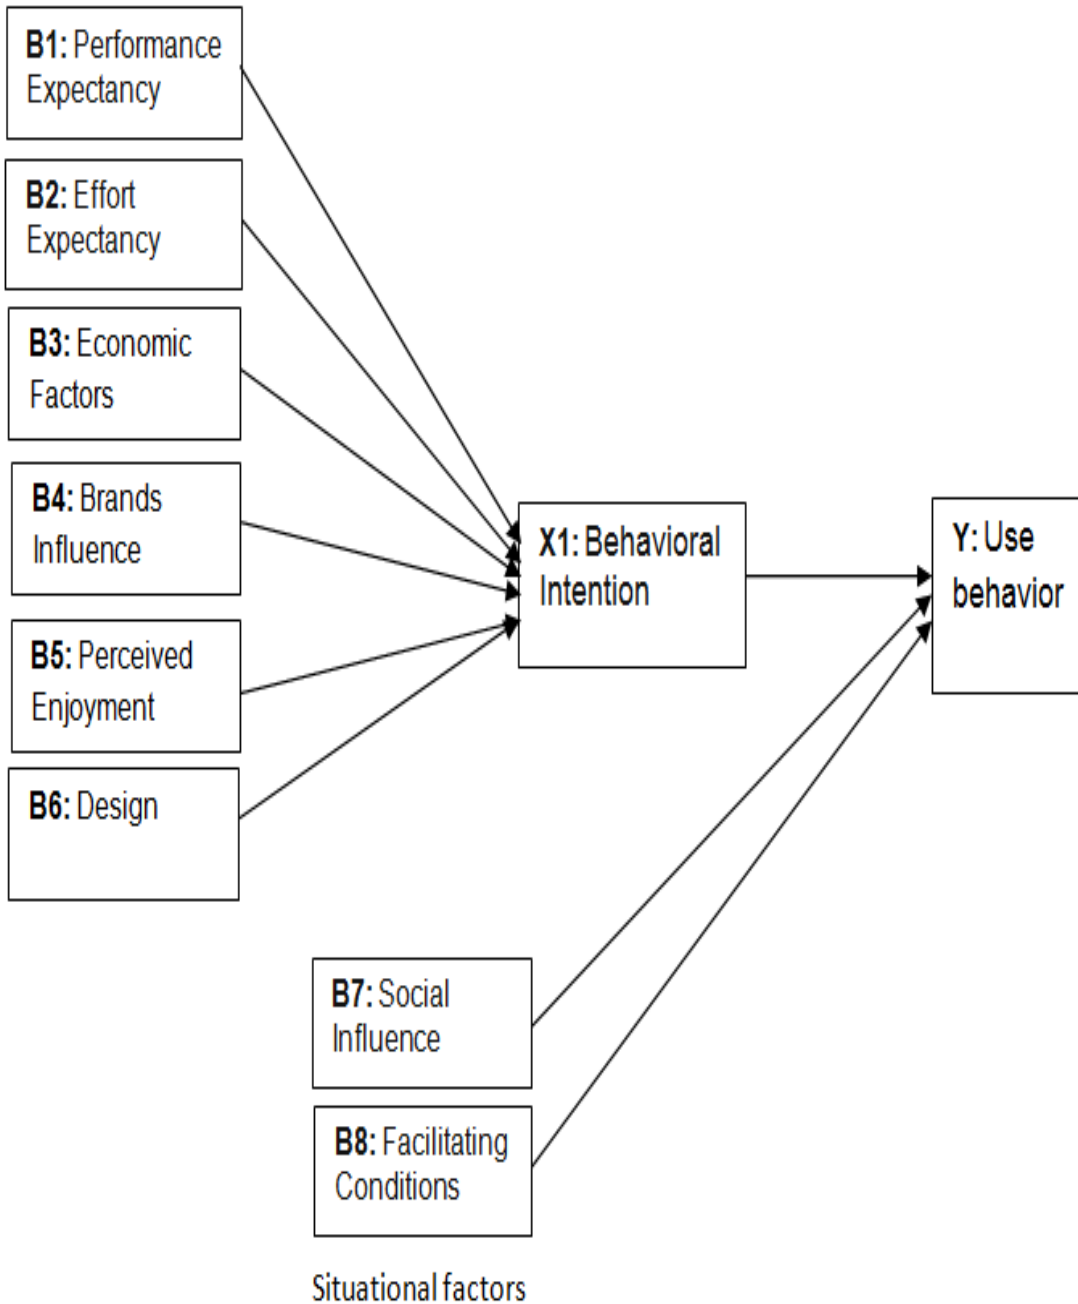 B1: Performance
Expectancy
B2: Effort
Expectancy
B3: Economic
Factors
B4: Brands
Influence
B5: Perceived
Enjoyment
B6: Design
X1: Behavioral
Intention
Y: Use
behavior
B7: Social
Influence
B8: Facilitating
Conditions
Situational factors